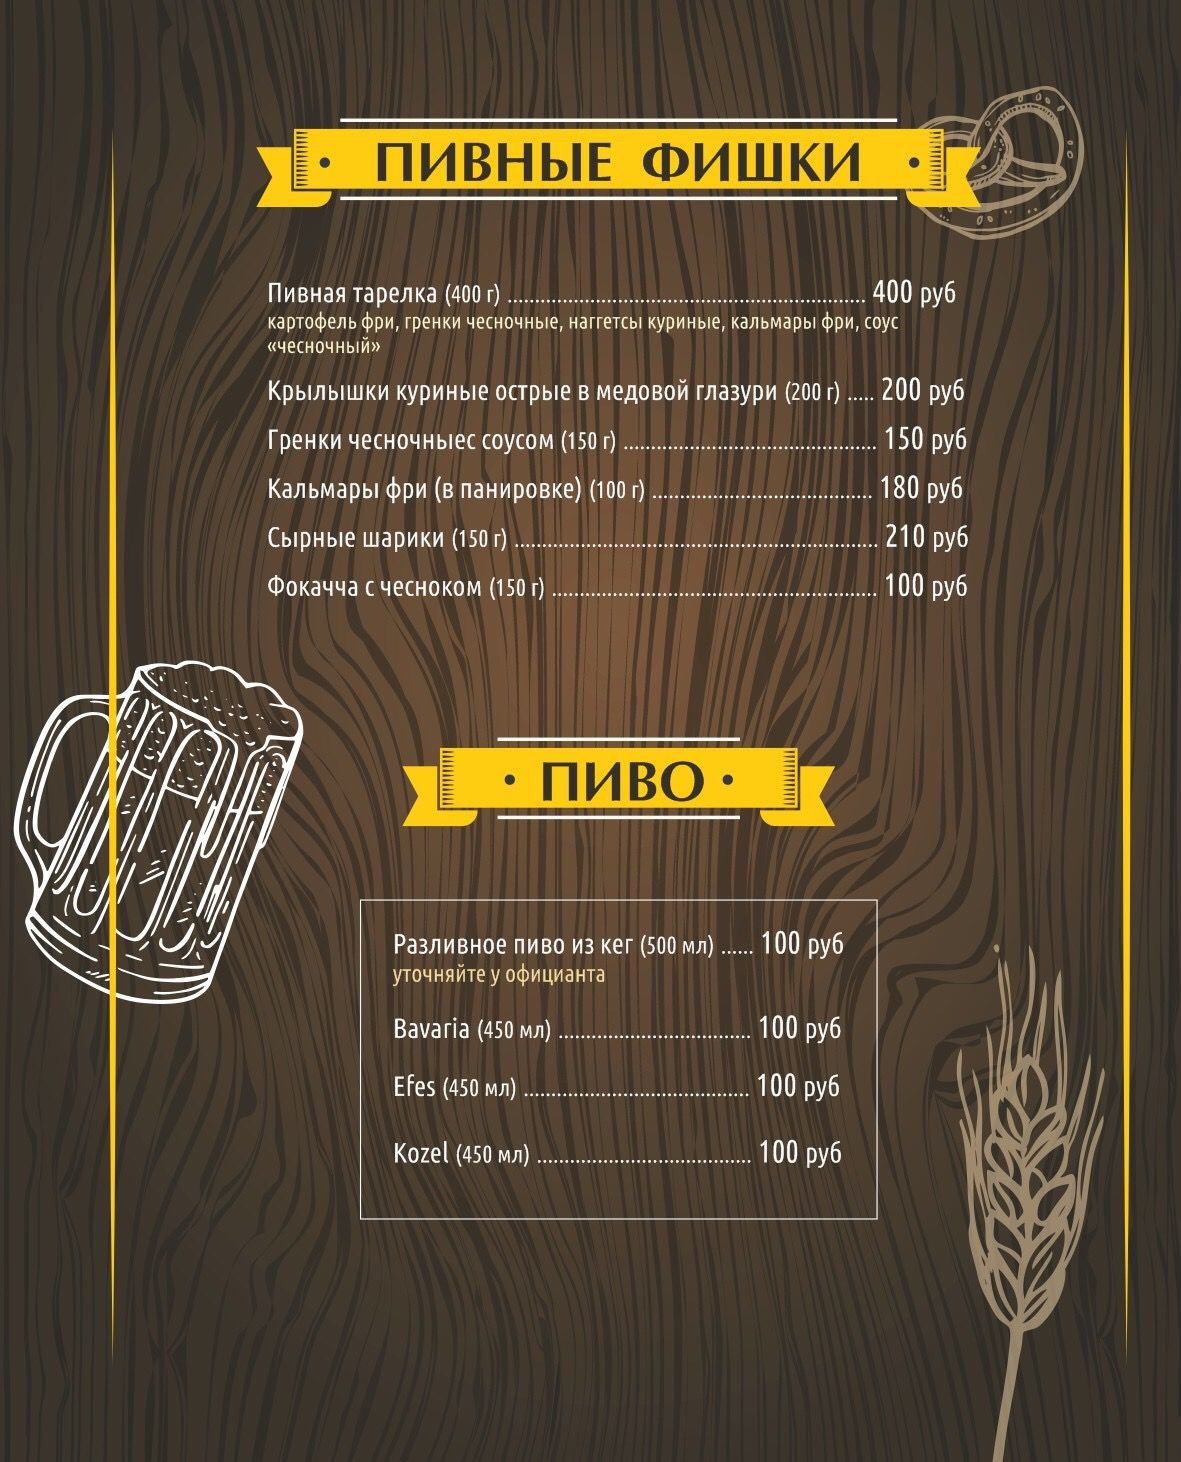 ПИВНЫЕ ФИШКИ
Пивная тарелка (400 г) ................................................................. 400 руб
картофель фри, гренки чесночные, наггетсы куриные, кальмары фри, соус
«чесночный»
Крылышки куриные острые в медовой глазури (200 г) ..... 200 руб
Гренки чесночныес соусом (150 г) .............................................. 150 руб
Кальмары фри (в панировке) (100 г) ........................................ 180 руб
Сырные шарики (150 г) .................................................................. 210 руб
Фокачча с чесноком (150 г) ........................................................... 100 руб
ПИВО
Разливное пиво из кег (500 мл) ...... 100 руб
уточняйте у официанта
Bavaria (450 мл) ................................... 100 руб
Efes (450 мл) ......................................... 100 руб
Kozel (450 мл) ....................................... 100 руб